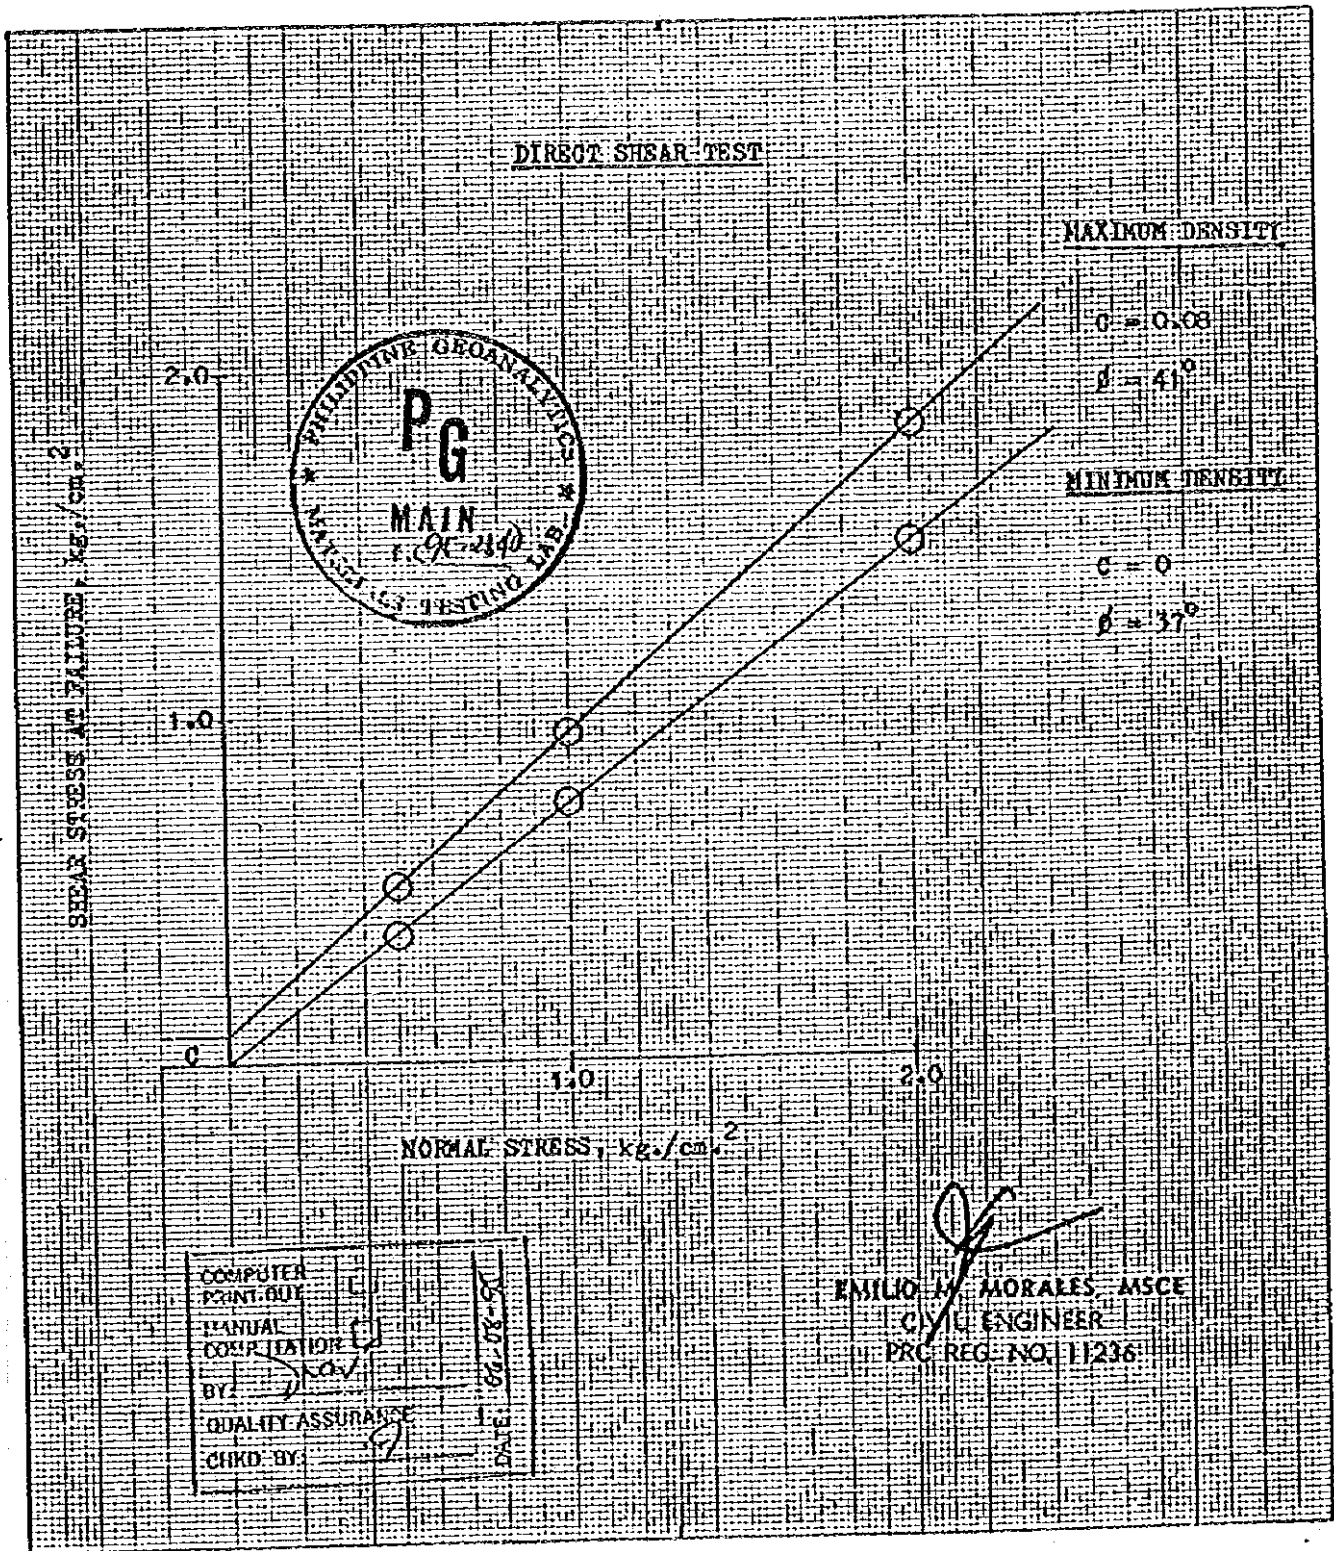 DIRECT SHEAR TEST
MAXIMUM DENSITY
C = 0.08
ø = 41°
MINIMUM DENSITY
C = 0
ø = 37°
2.0
1.0
C
1.0
2.0
SHEAR STRESS AT FAILURE, kg./cm.2
NORMAL STRESS, kg./cm.2
PHILIPPINE GEOANALYTICS
PG
MAIN
TESTING LAB
COMPUTER
PRINT-OUT
MANUAL
COMPUTATION
BY:
QUALITY ASSURANCE
CHKD BY:
DATE:
EMILIO M. MORALES, MSCE
CIVIL ENGINEER
PRC REG. NO. 11236